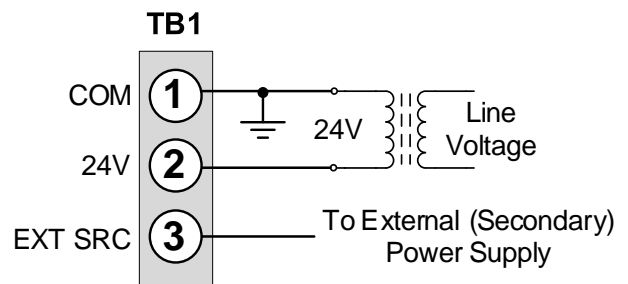 TB1
COM 1
24V 2
EXT SRC 3
24V
Line
Voltage
To External (Secondary)
Power Supply